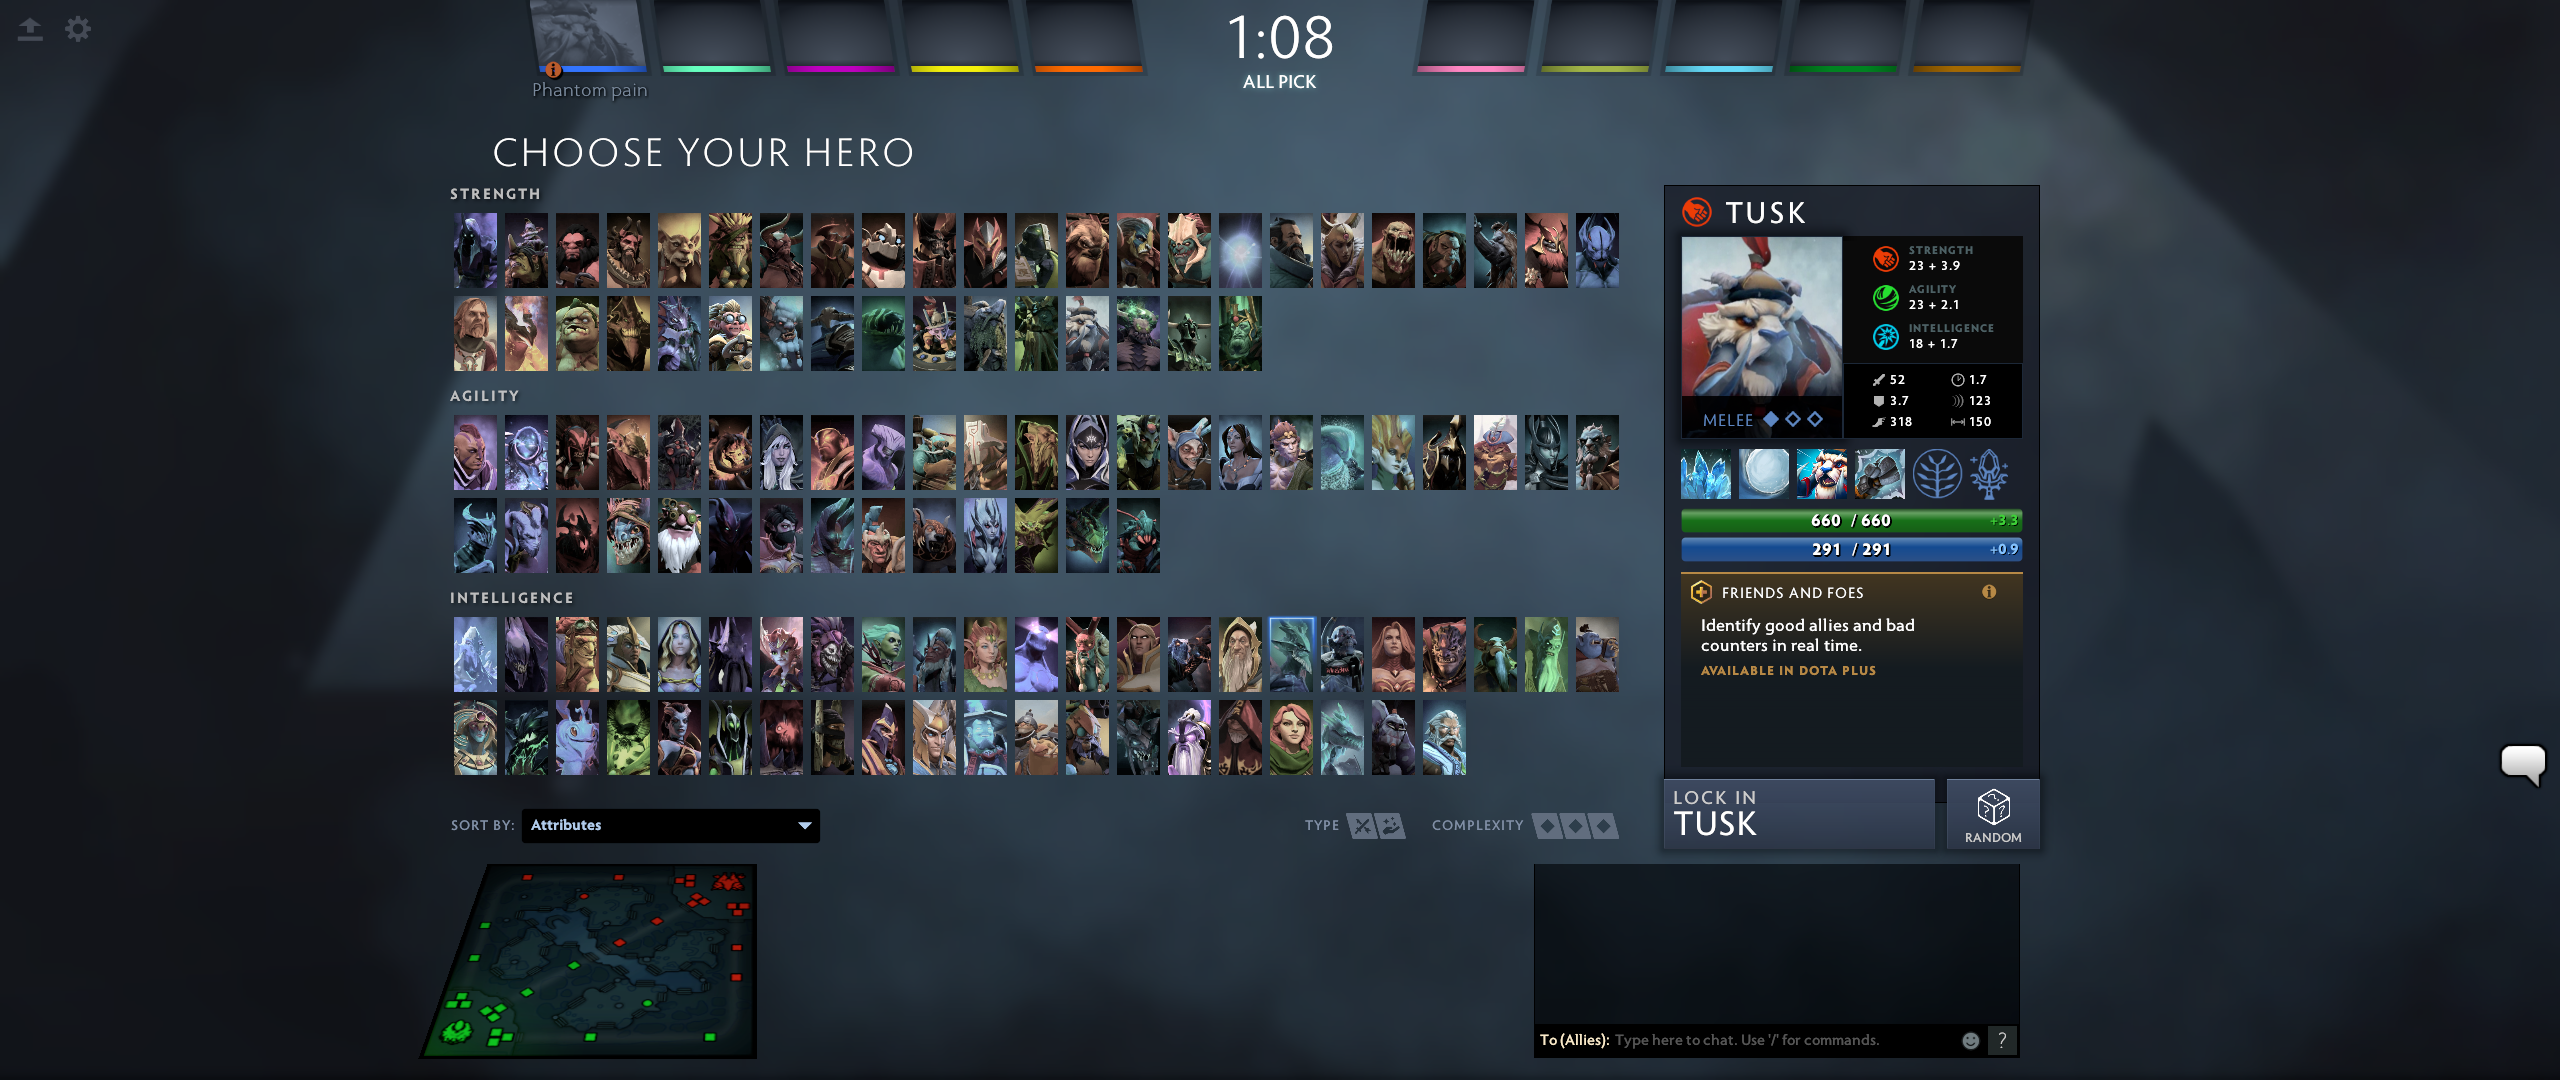 1:08
ALL PICK
Phantom pain
CHOOSE YOUR HERO
STRENGTH
AGILITY
INTELLIGENCE
SORT BY: Attributes
TYPE
COMPLEXITY
TUSK
STRENGTH
23 + 3.9
AGILITY
23 + 2.1
INTELLIGENCE
18 + 1.7
MELEE
52 1.7
3.7 123
318 150
660 / 660 +3.3
291 / 291 +0.9
FRIENDS AND FOES
Identify good allies and bad
counters in real time.
AVAILABLE IN DOTA PLUS
LOCK IN
TUSK
RANDOM
To (Allies): Type here to chat. Use '/' for commands.
?